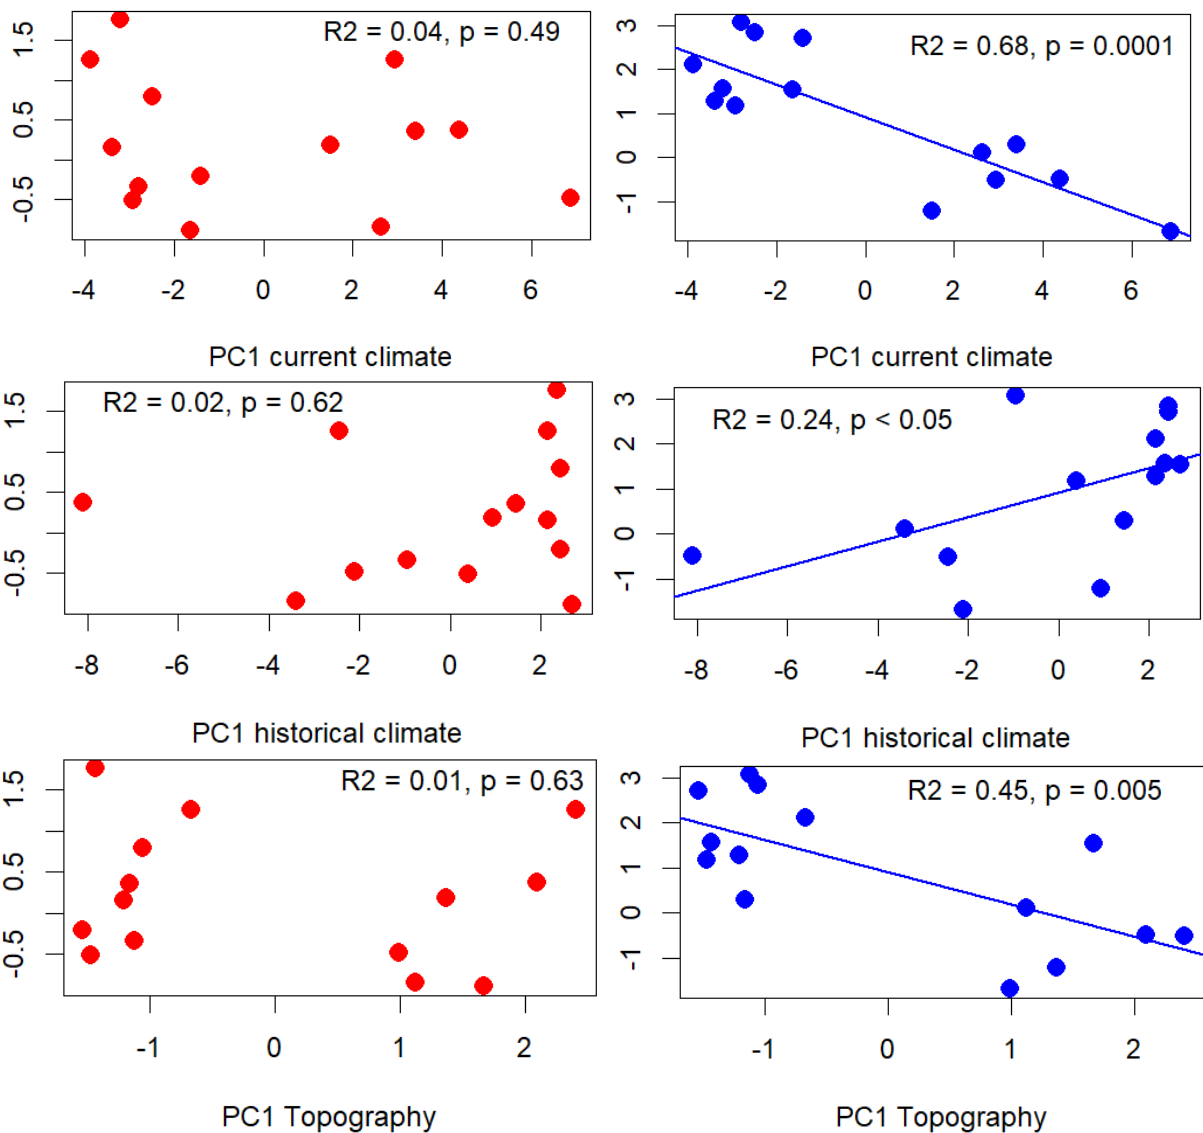 R2 = 0.04, p = 0.49
1.5
0.5
-0.5
-4 -2 0 2 4 6
PC1 current climate
R2 = 0.68, p = 0.0001
3
2
1
0
-1
-4 -2 0 2 4 6
PC1 current climate
R2 = 0.02, p = 0.62
1.5
0.5
-0.5
-8 -6 -4 -2 0 2
PC1 historical climate
R2 = 0.24, p < 0.05
3
2
1
0
-1
-8 -6 -4 -2 0 2
PC1 historical climate
R2 = 0.01, p = 0.63
1.5
0.5
-0.5
-1 0 1 2
PC1 Topography
R2 = 0.45, p = 0.005
3
2
1
0
-1
-1 0 1 2
PC1 Topography